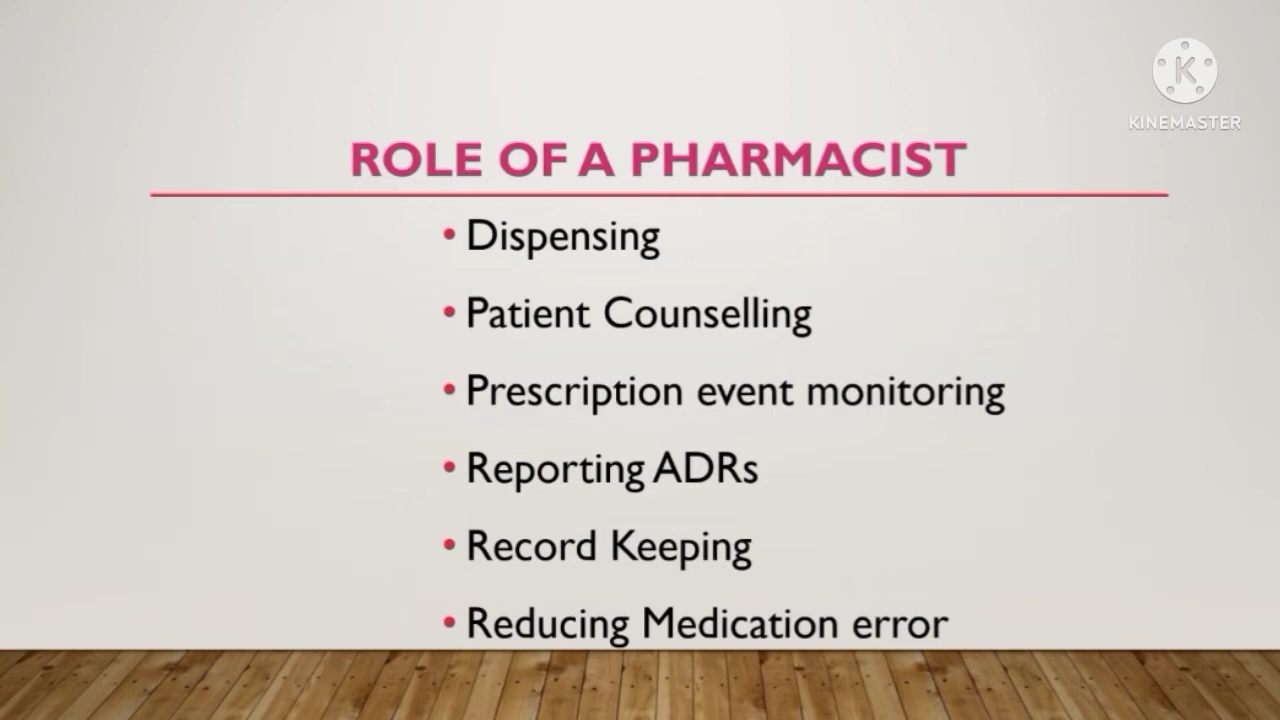 KINEMASTER
ROLE OF A PHARMACIST
• Dispensing
• Patient Counselling
• Prescription event monitoring
• Reporting ADRs
• Record Keeping
• Reducing Medication error